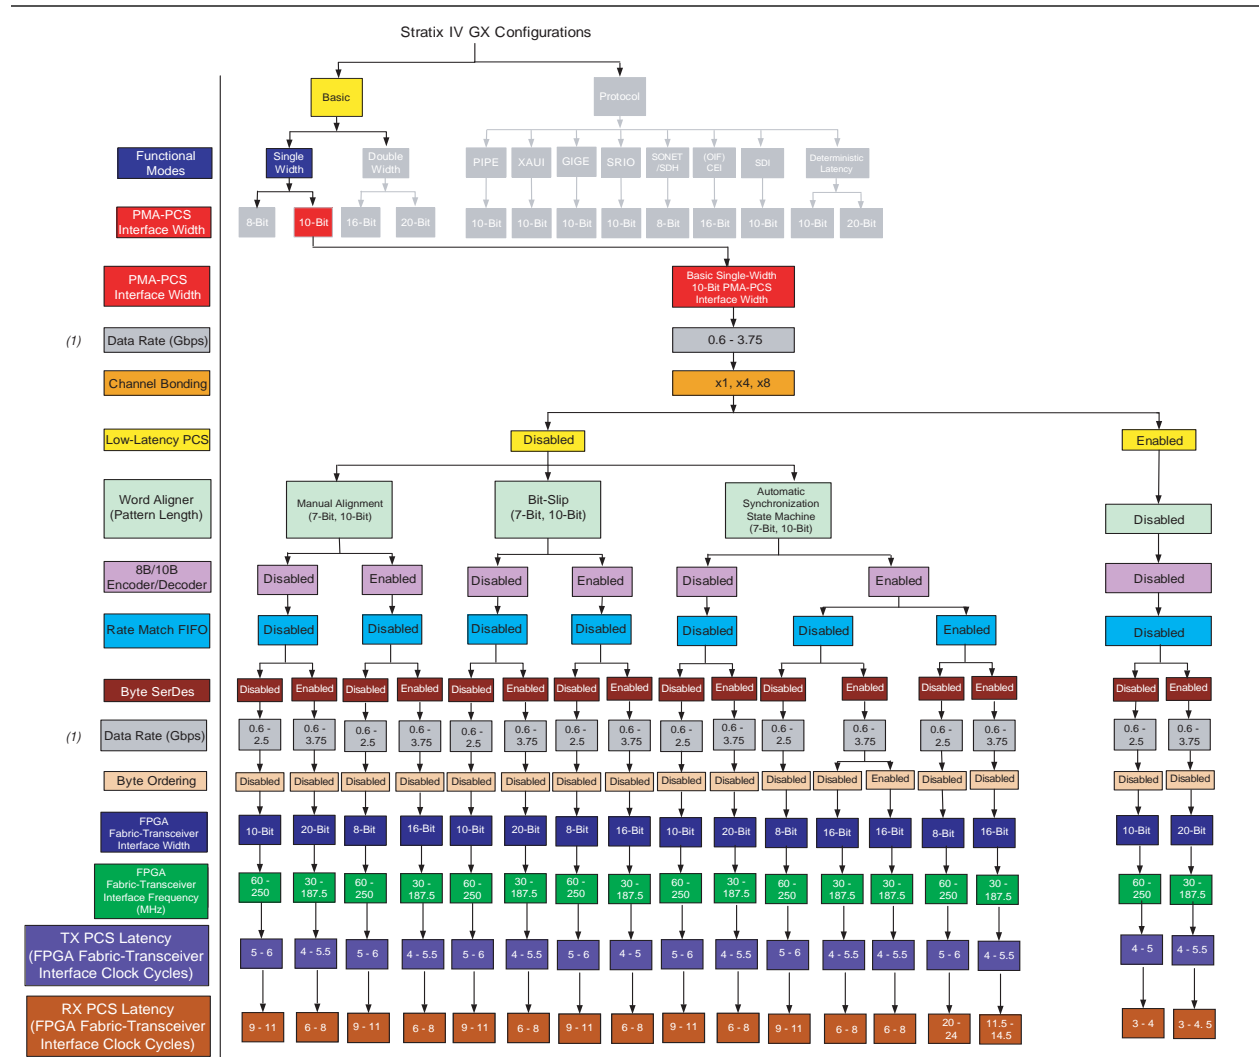 Stratix IV GX Configurations
Basic
Protocol
Functional
Modes
Single
Width
Double
Width
PIPE
XAUI
GIGE
SRIO
SONET
/SDH
(OIF)
CEI
SDI
Deterministic
Latency
PMA-PCS
Interface Width
8-Bit
10-Bit
16-Bit
20-Bit
10-Bit
10-Bit
10-Bit
10-Bit
8-Bit
16-Bit
10-Bit
10-Bit
20-Bit
PMA-PCS
Interface Width
Basic Single-Width
10-Bit PMA-PCS
Interface Width
(1)
Data Rate (Gbps)
0.6 - 3.75
Channel Bonding
x1, x4, x8
Low-Latency PCS
Disabled
Enabled
Word Aligner
(Pattern Length)
Manual Alignment
(7-Bit, 10-Bit)
Bit-Slip
(7-Bit, 10-Bit)
Automatic
Synchronization
State Machine
(7-Bit, 10-Bit)
Disabled
8B/10B
Encoder/Decoder
Disabled
Enabled
Disabled
Enabled
Disabled
Enabled
Disabled
Rate Match FIFO
Disabled
Disabled
Disabled
Disabled
Disabled
Disabled
Enabled
Disabled
Byte SerDes
Disabled
Enabled
Disabled
Enabled
Disabled
Enabled
Disabled
Enabled
Disabled
Enabled
Disabled
Enabled
Disabled
Enabled
Disabled
Enabled
(1)
Data Rate (Gbps)
0.6 -
2.5
0.6 -
3.75
0.6 -
2.5
0.6 -
3.75
0.6 -
2.5
0.6 -
3.75
0.6 -
2.5
0.6 -
3.75
0.6 -
2.5
0.6 -
3.75
0.6 -
2.5
0.6 -
3.75
0.6 -
2.5
0.6 -
3.75
0.6 -
2.5
0.6 -
3.75
Byte Ordering
Disabled
Disabled
Disabled
Disabled
Disabled
Disabled
Disabled
Disabled
Disabled
Disabled
Disabled
Disabled
Enabled
Disabled
Disabled
Disabled
Disabled
FPGA
Fabric-Transceiver
Interface Width
10-Bit
20-Bit
8-Bit
16-Bit
10-Bit
20-Bit
8-Bit
16-Bit
10-Bit
20-Bit
8-Bit
16-Bit
16-Bit
8-Bit
16-Bit
10-Bit
20-Bit
FPGA
Fabric-Transceiver
Interface Frequency
(MHz)
60 -
250
30 -
187.5
60 -
250
30 -
187.5
60 -
250
30 -
187.5
60 -
250
30 -
187.5
60 -
250
30 -
187.5
60 -
250
30 -
187.5
30 -
187.5
60 -
250
30 -
187.5
60 -
250
30 -
187.5
TX PCS Latency
(FPGA Fabric-Transceiver
Interface Clock Cycles)
5 - 6
4 - 5.5
5 - 6
4 - 5.5
5 - 6
4 - 5.5
5 - 6
4 - 5
5 - 6
4 - 5.5
5 - 6
4 - 5.5
4 - 5.5
5 - 6
4 - 5.5
4 - 5
4 - 5.5
RX PCS Latency
(FPGA Fabric-Transceiver
Interface Clock Cycles)
9 - 11
6 - 8
9 - 11
6 - 8
9 - 11
6 - 8
9 - 11
6 - 8
9 - 11
6 - 8
9 - 11
6 - 8
6 - 8
20 -
24
11.5 -
14.5
3 - 4
3 - 4. 5